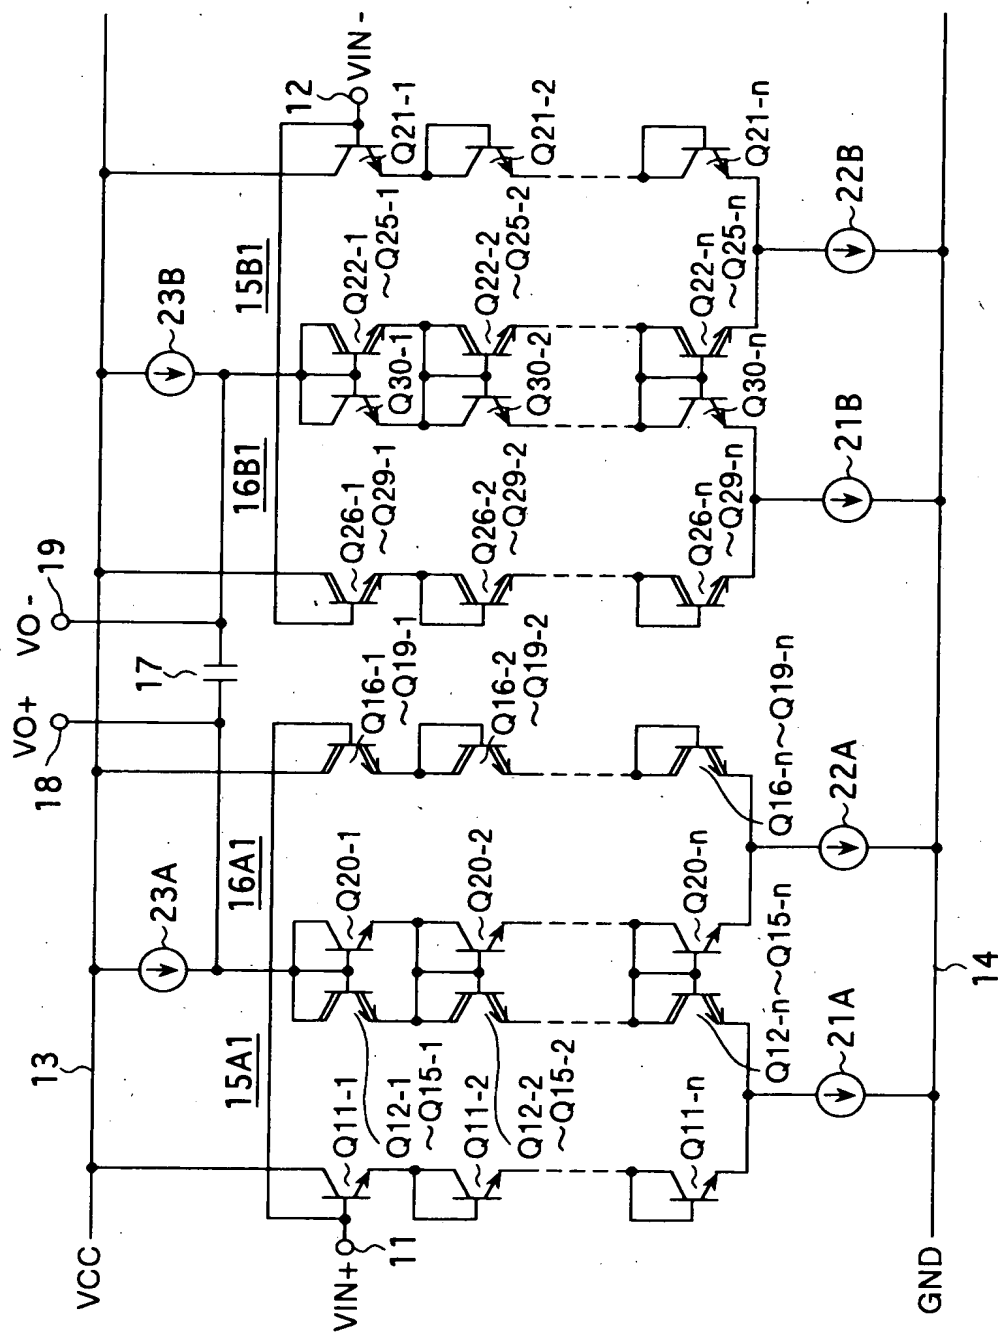 VCC
13
VO+
18
VO -
19
17
23A
23B
15A1
16A1
16B1
15B1
VIN+
11
12
VIN -
Q11-1
Q12-1
~Q15-1
Q20-1
Q16-1
~Q19-1
Q26-1
~Q29-1
Q30-1
Q22-1
~Q25-1
Q21-1
Q11-2
Q12-2
~Q15-2
Q20-2
Q16-2
~Q19-2
Q26-2
~Q29-2
Q30-2
Q22-2
~Q25-2
Q21-2
Q11-n
Q12-n~Q15-n
Q20-n
Q16-n~Q19-n
Q26-n
~Q29-n
Q30-n
Q22-n
~Q25-n
Q21-n
21A
22A
21B
22B
GND
14